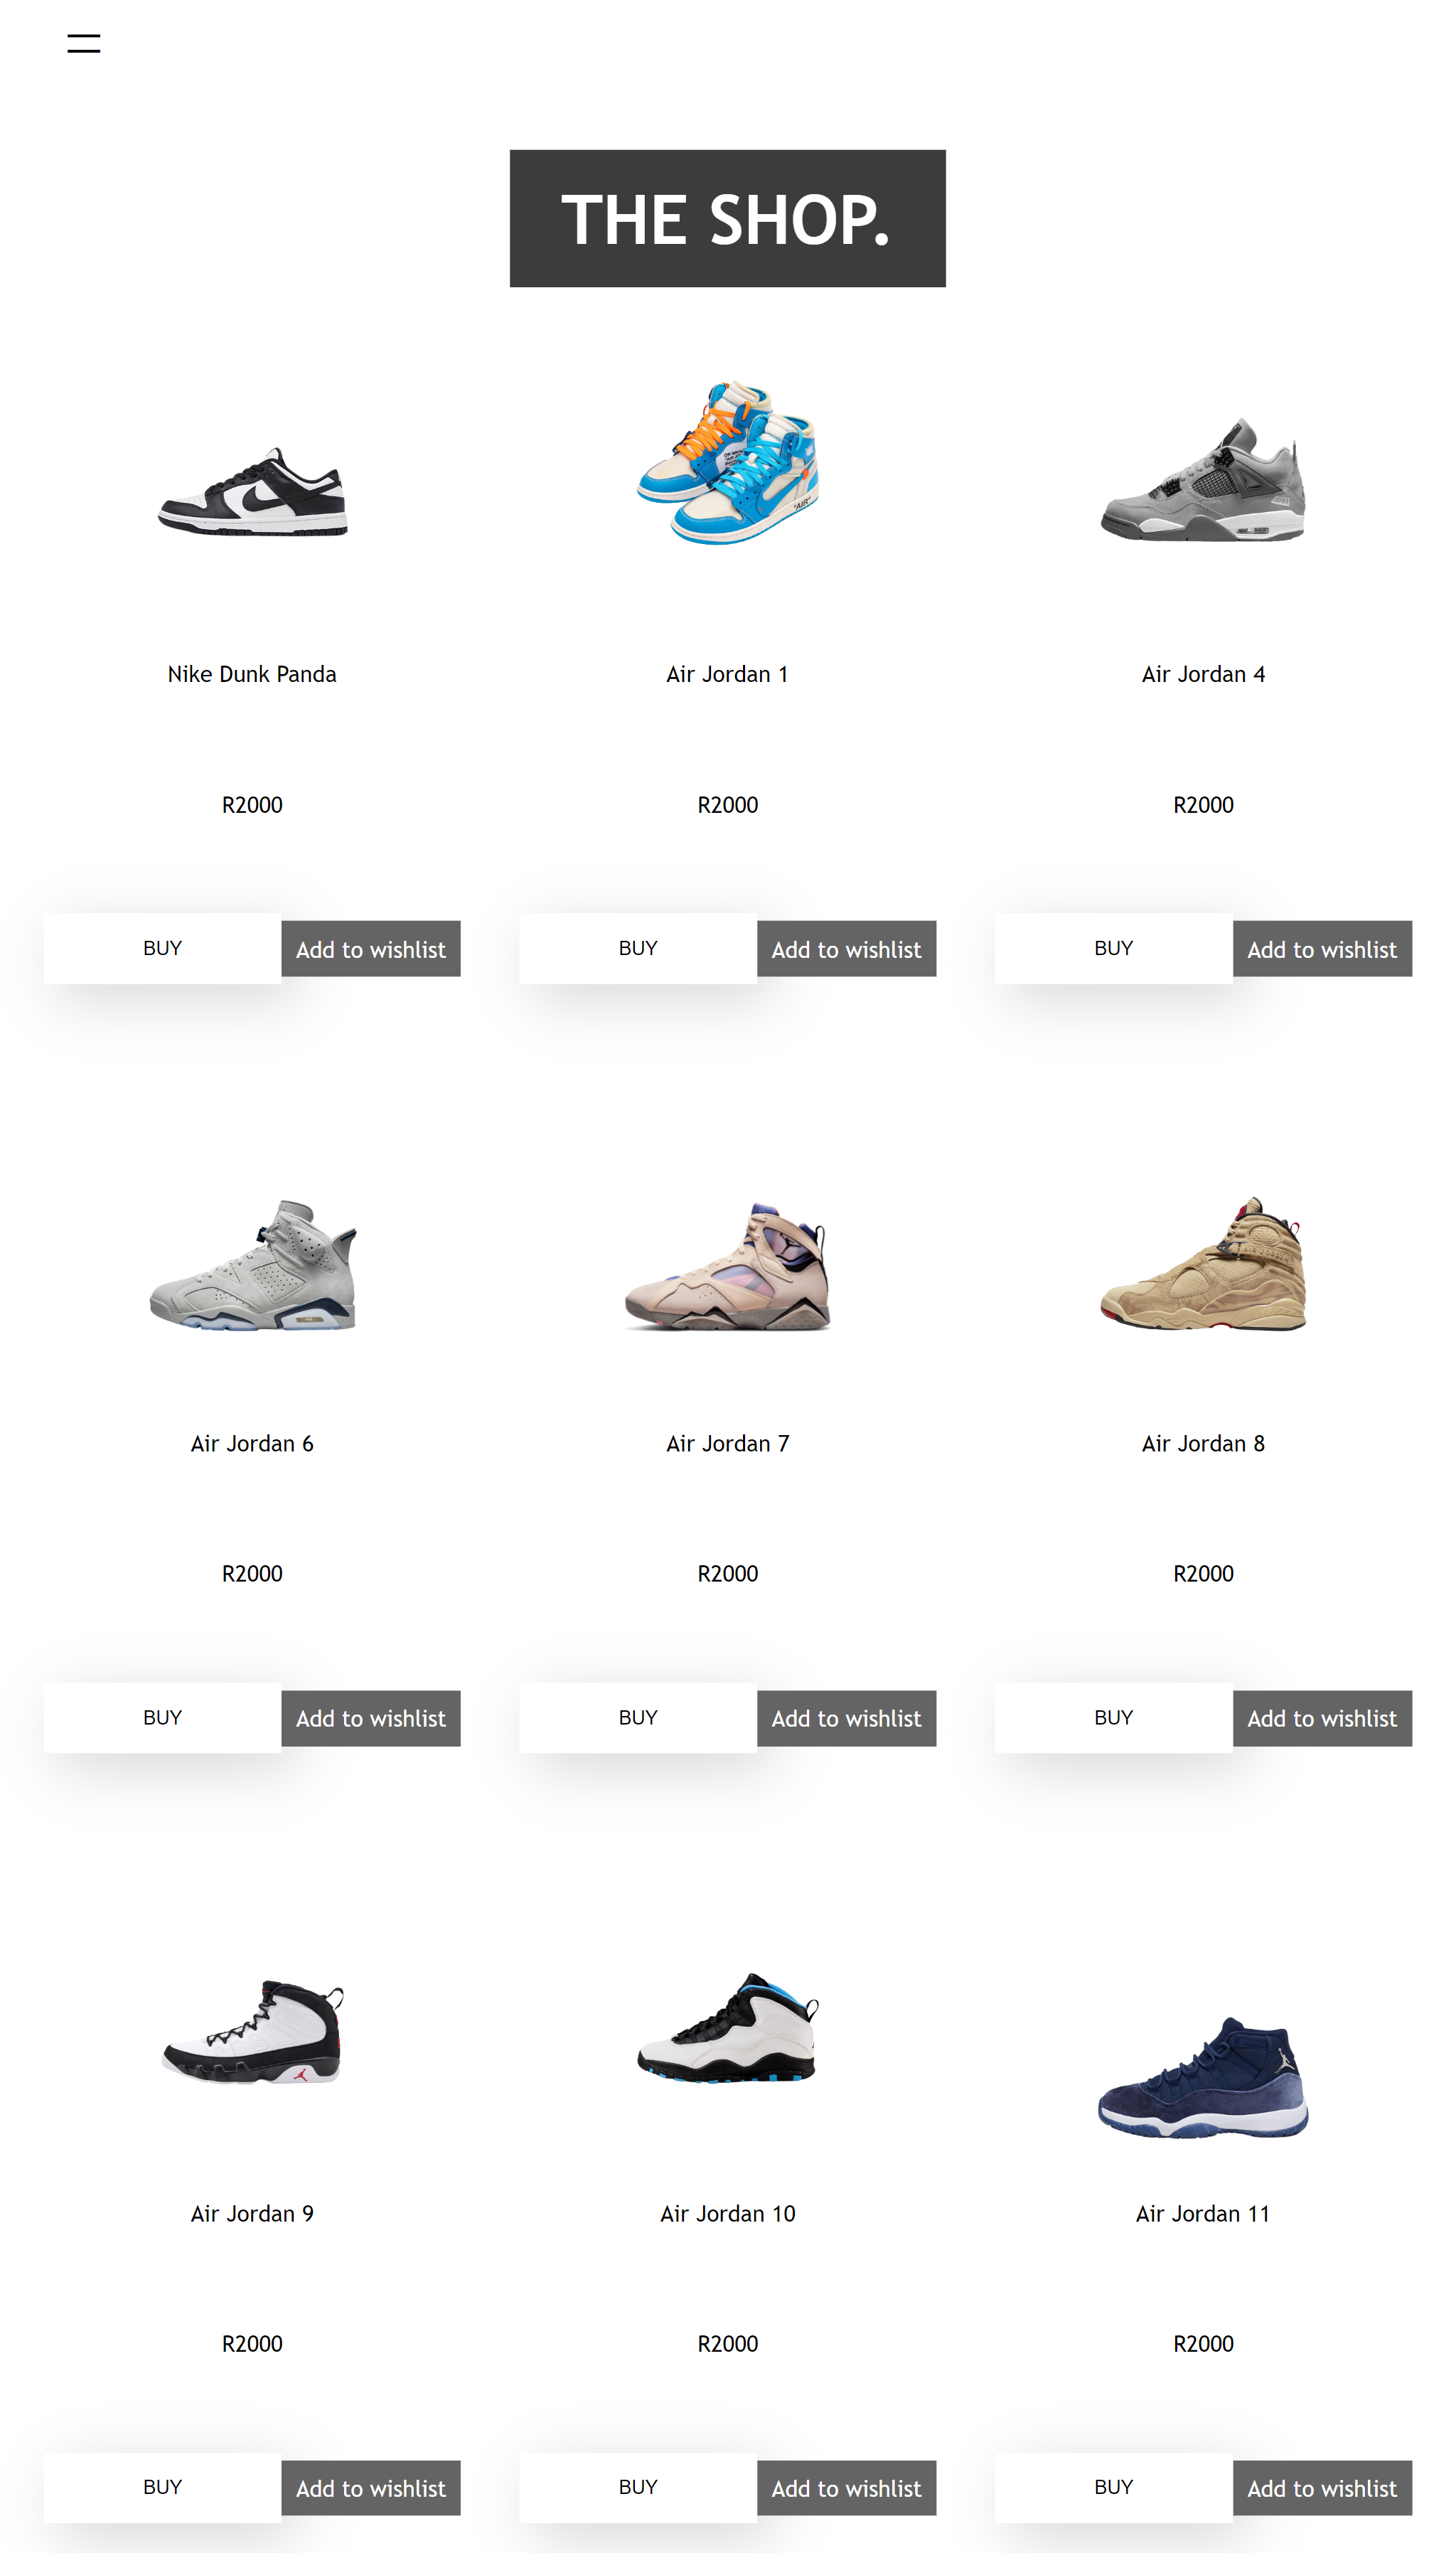 THE SHOP.
"AIR"
Nike Dunk Panda
Air Jordan 1
Air Jordan 4
R2000
R2000
R2000
BUY
Add to wishlist
BUY
Add to wishlist
BUY
Add to wishlist
Air Jordan 6
Air Jordan 7
Air Jordan 8
R2000
R2000
R2000
BUY
Add to wishlist
BUY
Add to wishlist
BUY
Add to wishlist
Air Jordan 9
Air Jordan 10
Air Jordan 11
R2000
R2000
R2000
BUY
Add to wishlist
BUY
Add to wishlist
BUY
Add to wishlist